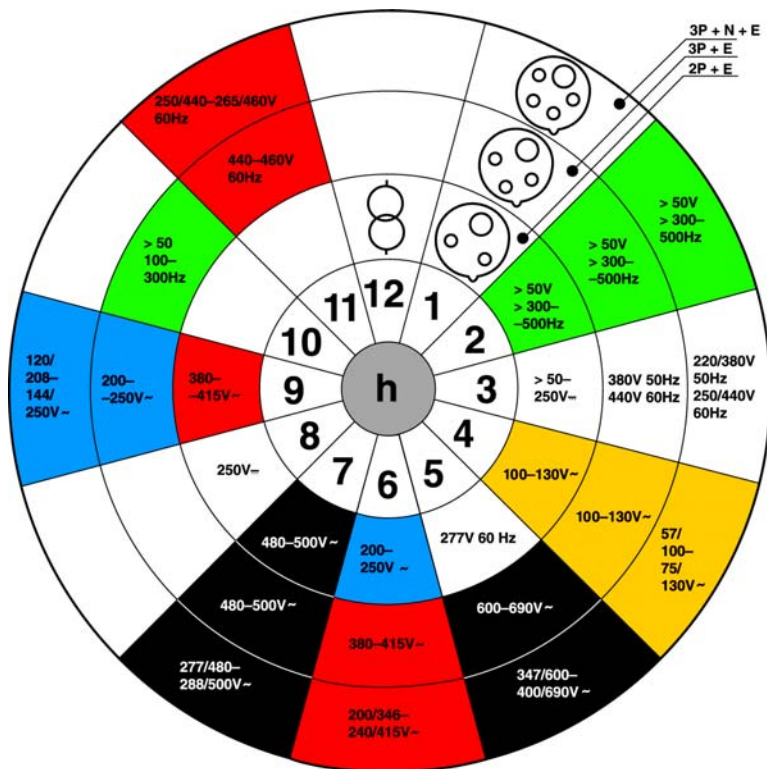 3P + N + E
3P + E
2P + E
250/440–265/460V
60Hz
440–460V
60Hz
> 50V
> 300–
500Hz
> 50V
> 300–
–500Hz
> 50V
> 300–
–500Hz
> 50
100–
300Hz
12
1
2
3
4
5
6
7
8
9
10
11
h
120/
208–
144/
250V~
200–
–250V~
380–
–415V~
> 50–
250V⎓
380V 50Hz
440V 60Hz
220/380V
50Hz
250/440V
60Hz
250V⎓
100–130V~
100–130V~
57/
100–
75/
130V~
480–500V~
200–
250V ~
277V 60 Hz
480–500V~
380–415V~
600–690V~
277/480–
288/500V~
200/346–
240/415V~
347/600–
400/690V~